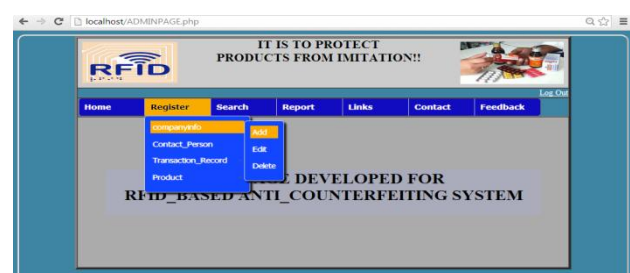 localhost/ADMINPAGE.php
IT IS TO PROTECT
PRODUCTS FROM IMITATION!!
RFID
Log Out
Home Register Search Report Links Contact Feedback
companyinfo Add
Contact_Person Edit
Transaction_Record Delete
Product
DEVELOPED FOR
RFID_BASED ANTI_COUNTERFEITING SYSTEM